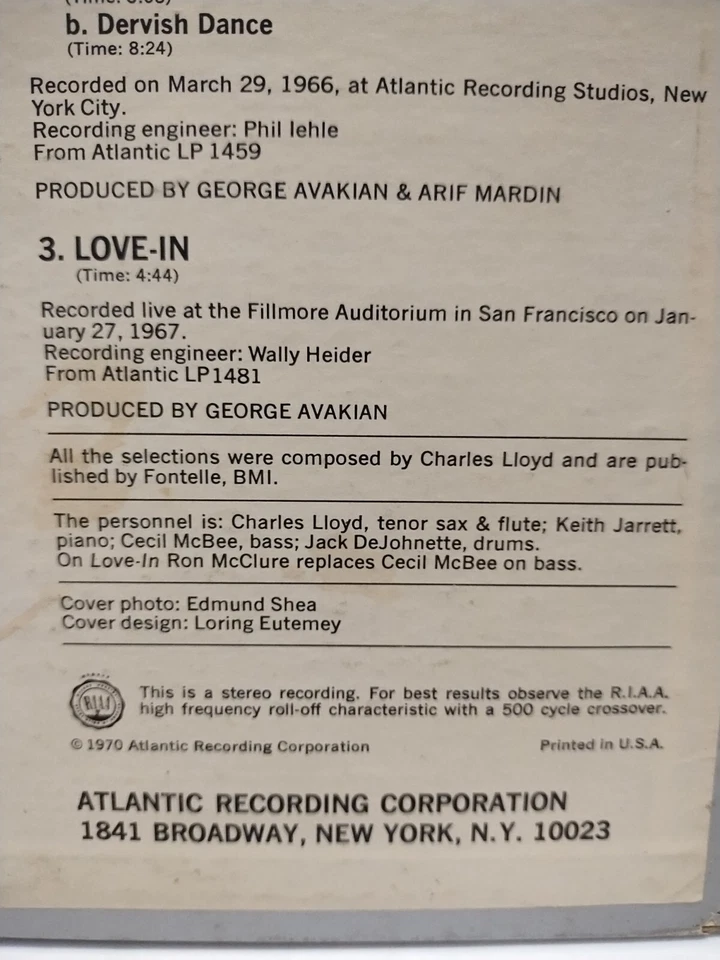 b. Dervish Dance
(Time: 8:24)
Recorded on March 29, 1966, at Atlantic Recording Studios, New
York City.
Recording engineer: Phil Iehle
From Atlantic LP 1459
PRODUCED BY GEORGE AVAKIAN & ARIF MARDIN
3. LOVE-IN
(Time: 4:44)
Recorded live at the Fillmore Auditorium in San Francisco on Jan-
uary 27, 1967.
Recording engineer: Wally Heider
From Atlantic LP1481
PRODUCED BY GEORGE AVAKIAN
All the selections were composed by Charles Lloyd and are pub-
lished by Fontelle, BMI.
The personnel is: Charles Lloyd, tenor sax & flute; Keith Jarrett,
piano; Cecil McBee, bass; Jack DeJohnette, drums.
On Love-In Ron McClure replaces Cecil McBee on bass.
Cover photo: Edmund Shea
Cover design: Loring Eutemey
This is a stereo recording. For best results observe the R.I.A.A.
high frequency roll-off characteristic with a 500 cycle crossover.
© 1970 Atlantic Recording Corporation Printed in U.S.A.
ATLANTIC RECORDING CORPORATION
1841 BROADWAY, NEW YORK, N.Y. 10023